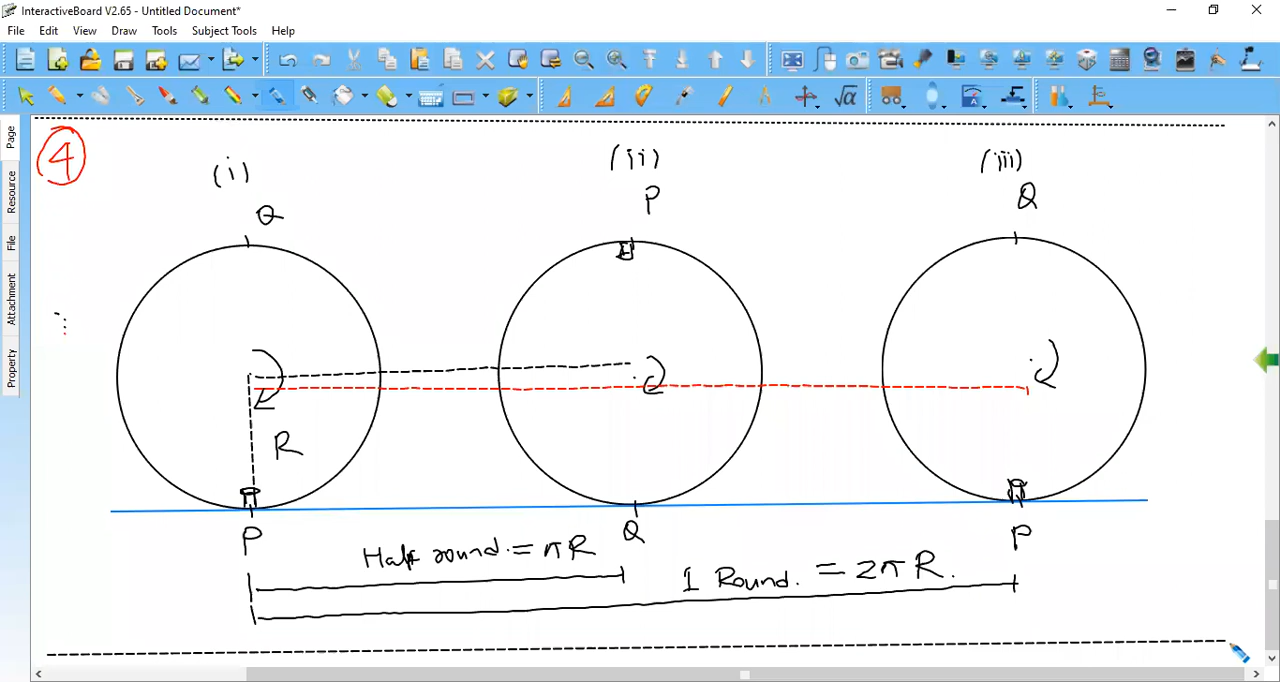 InteractiveBoard V2.65 - Untitled Document*
File Edit View Draw Tools Subject Tools Help
Page
Resource
File
Attachment
Property
4
(i)
(ii)
(iii)
Q
P
Q
R
P
Q
P
Half round = πR
1 Round. = 2πR.